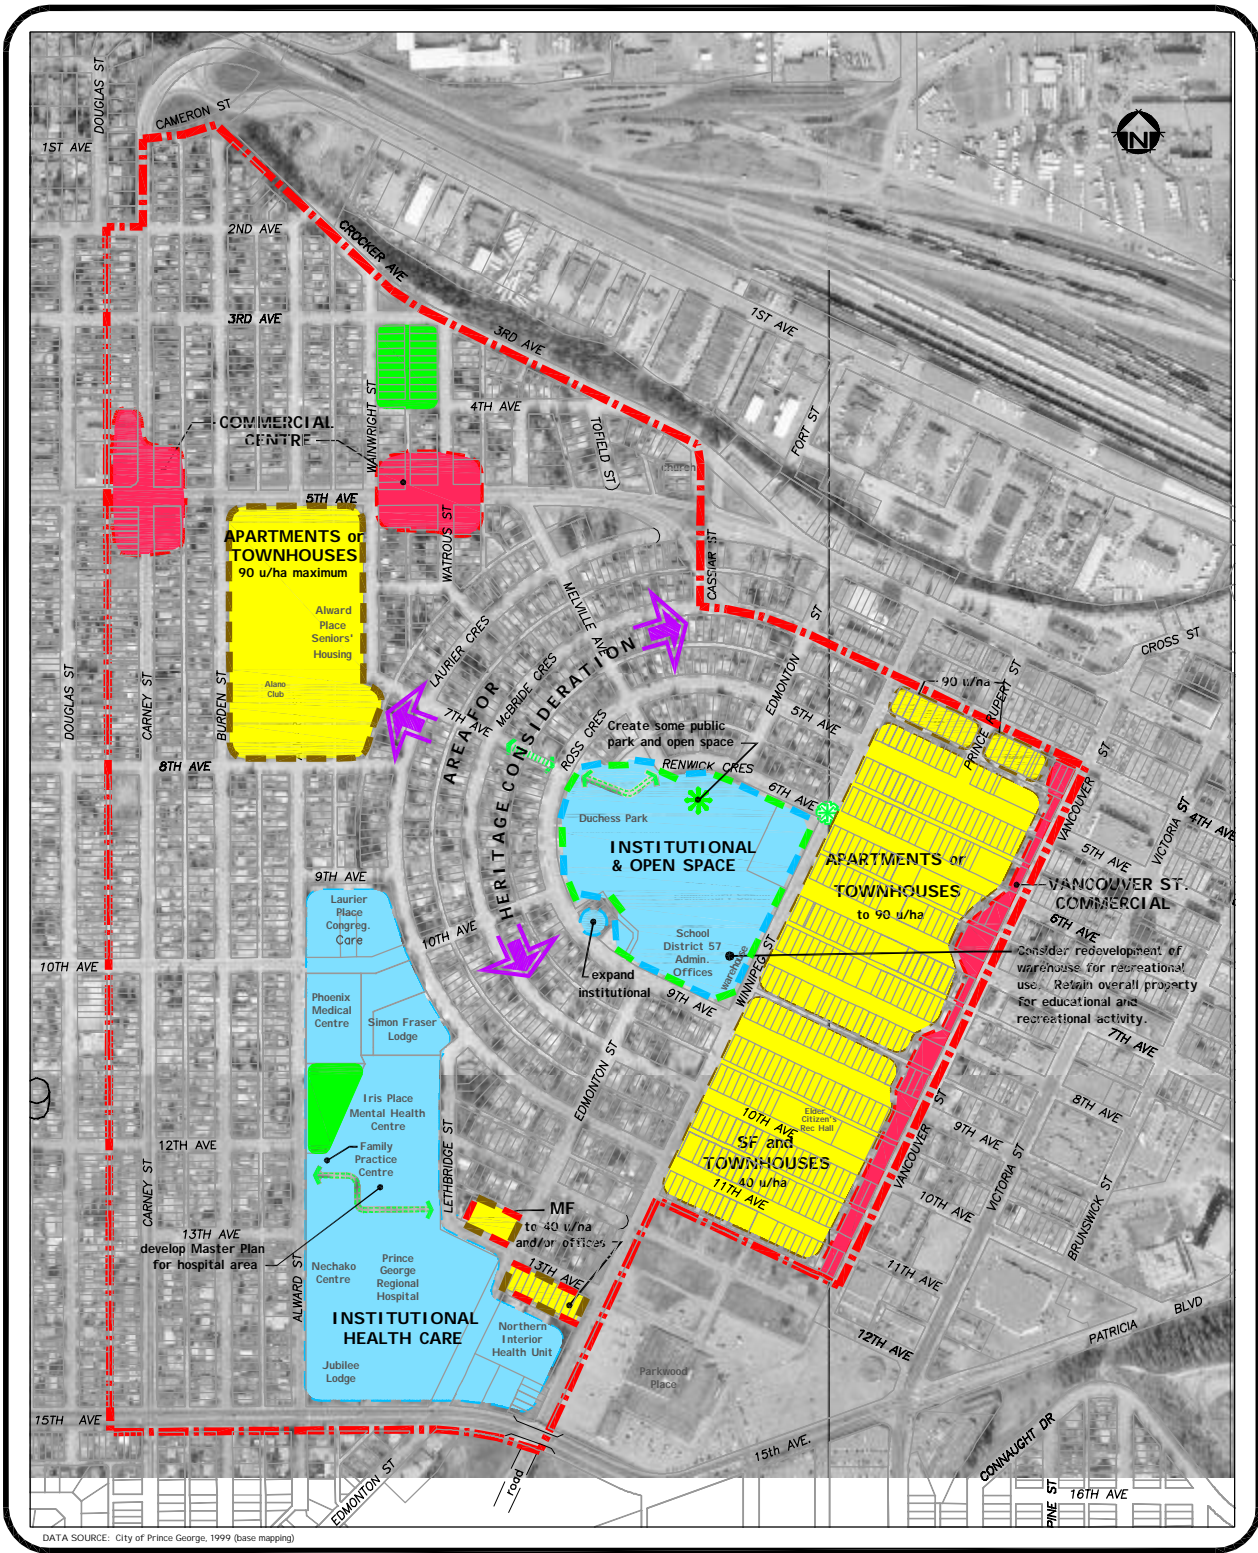 DOUGLAS ST
CAMERON ST
1ST AVE
N
2ND AVE
CROCKER AVE
3RD AVE
3RD AVE
1ST AVE
WAINWRIGHT ST
4TH AVE
TOFIELD ST
FORT ST
COMMERCIAL
CENTRE
Church
5TH AVE
WATROUS ST
CASSIAR ST
APARTMENTS or
TOWNHOUSES
90 u/ha maximum
Alward
Place
Seniors'
Housing
Alano
Club
MELVILLE AVE
LAURIER CRES
McBRIDE CRES
7TH AVE
ROSS CRES
AREA FOR
HERITAGE CONSIDERATION
EDMONTON ST
CROSS ST
DOUGLAS ST
CARNEY ST
BURDEN ST
90 u/ha
PRINCE RUPERT ST
5TH AVE
Create some public
park and open space
RENWICK CRES
6TH AVE
8TH AVE
VANCOUVER ST
VICTORIA ST
4TH AVE
5TH AVE
Duchess Park
INSTITUTIONAL
& OPEN SPACE
APARTMENTS or
TOWNHOUSES
to 90 u/ha
VANCOUVER ST.
COMMERCIAL
6TH AVE
9TH AVE
Laurier
Place
Congreg.
Care
10TH AVE
10TH AVE
School
District 57
Admin.
Offices
warehouse
WINNIPEG ST
Consider redevelopment of
warehouse for recreational
use. Retain overall property
for educational and
recreational activity.
expand
institutional
9TH AVE
7TH AVE
Phoenix
Medical
Centre
Simon Fraser
Lodge
EDMONTON ST
Iris Place
Mental Health
Centre
8TH AVE
Elder
Citizen's
Rec Hall
10TH AVE
9TH AVE
12TH AVE
Family
Practice
Centre
LETHBRIDGE ST
SF and
TOWNHOUSES
40 u/ha
11TH AVE
VANCOUVER ST
VICTORIA ST
BRUNSWICK ST
10TH AVE
CARNEY ST
MF
to 40 u/ha
and/or offices
13TH AVE
develop Master Plan
for hospital area
ALWARD ST
Nechako
Centre
Prince
George
Regional
Hospital
13TH AVE
11TH AVE
INSTITUTIONAL
HEALTH CARE
Northern
Interior
Health Unit
12TH AVE
PATRICIA BLVD
Jubilee
Lodge
Parkwood
Place
15TH AVE
15th AVE.
CONNAUGHT DR
EDMONTON ST
road
PINE ST
16TH AVE
DATA SOURCE: City of Prince George, 1999 (base mapping)